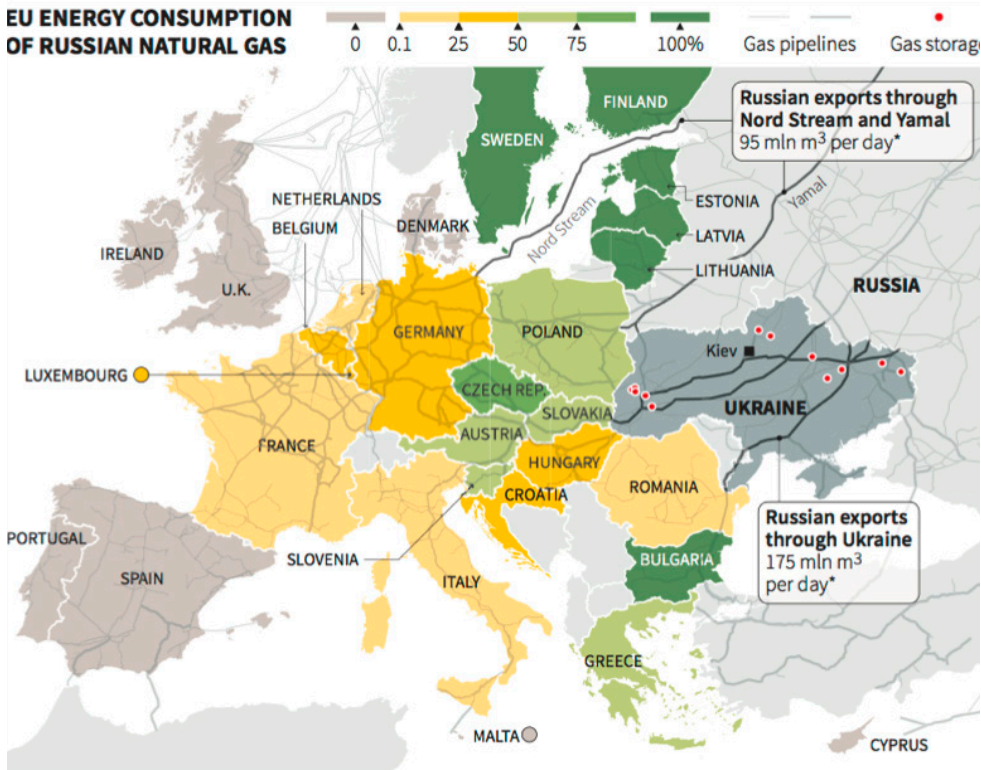 EU ENERGY CONSUMPTION
OF RUSSIAN NATURAL GAS
0 0.1 25 50 75 100%
Gas pipelines
Gas storage
FINLAND
SWEDEN
Russian exports through
Nord Stream and Yamal
95 mln m3 per day*
NETHERLANDS
BELGIUM
DENMARK
Nord Stream
Yamal
ESTONIA
LATVIA
LITHUANIA
IRELAND
U.K.
RUSSIA
GERMANY
POLAND
Kiev
LUXEMBOURG
CZECH REP.
SLOVAKIA
UKRAINE
AUSTRIA
FRANCE
HUNGARY
CROATIA
ROMANIA
Russian exports
through Ukraine
175 mln m3
per day*
PORTUGAL
SPAIN
SLOVENIA
ITALY
BULGARIA
GREECE
MALTA
CYPRUS